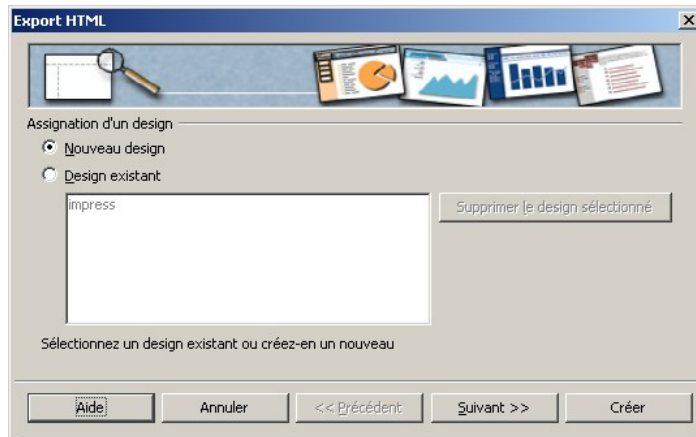 Export HTML
Assignation d'un design
Nouveau design
Design existant
impress
Supprimer le design sélectionné
Sélectionnez un design existant ou créez-en un nouveau
Aide
Annuler
<< Précédent
Suivant >>
Créer